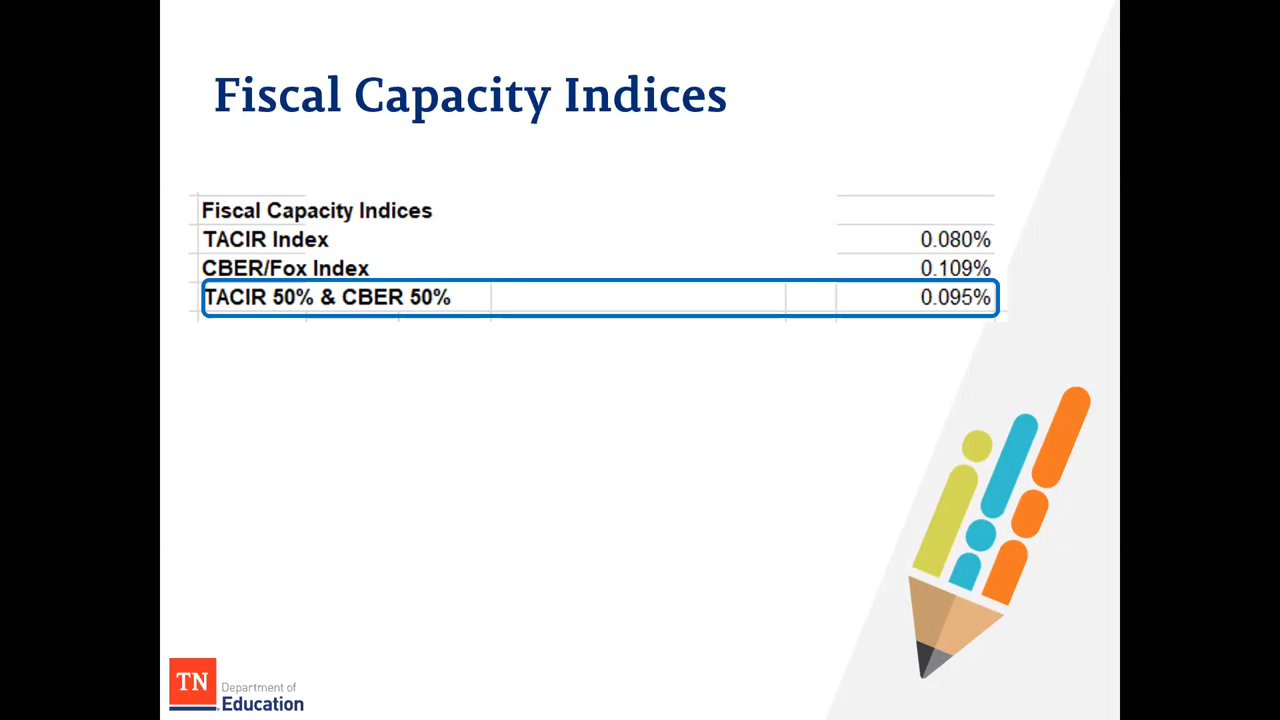 Fiscal Capacity Indices
Fiscal Capacity Indices
TACIR Index 0.080%
CBER/Fox Index 0.109%
TACIR 50% & CBER 50% 0.095%
TN
Department of
Education